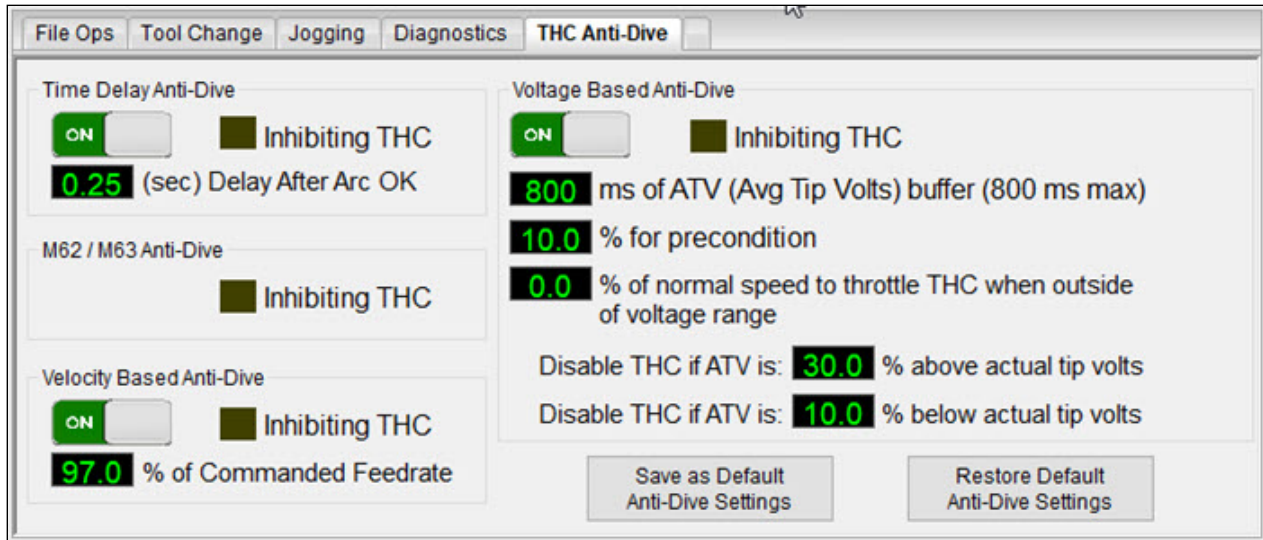 File Ops Tool Change Jogging Diagnostics THC Anti-Dive
Time Delay Anti-Dive
ON Inhibiting THC
0.25 (sec) Delay After Arc OK
M62 / M63 Anti-Dive
Inhibiting THC
Velocity Based Anti-Dive
ON Inhibiting THC
97.0 % of Commanded Feedrate
Voltage Based Anti-Dive
ON Inhibiting THC
800 ms of ATV (Avg Tip Volts) buffer (800 ms max)
10.0 % for precondition
0.0 % of normal speed to throttle THC when outside
of voltage range
Disable THC if ATV is: 30.0 % above actual tip volts
Disable THC if ATV is: 10.0 % below actual tip volts
Save as Default
Anti-Dive Settings
Restore Default
Anti-Dive Settings